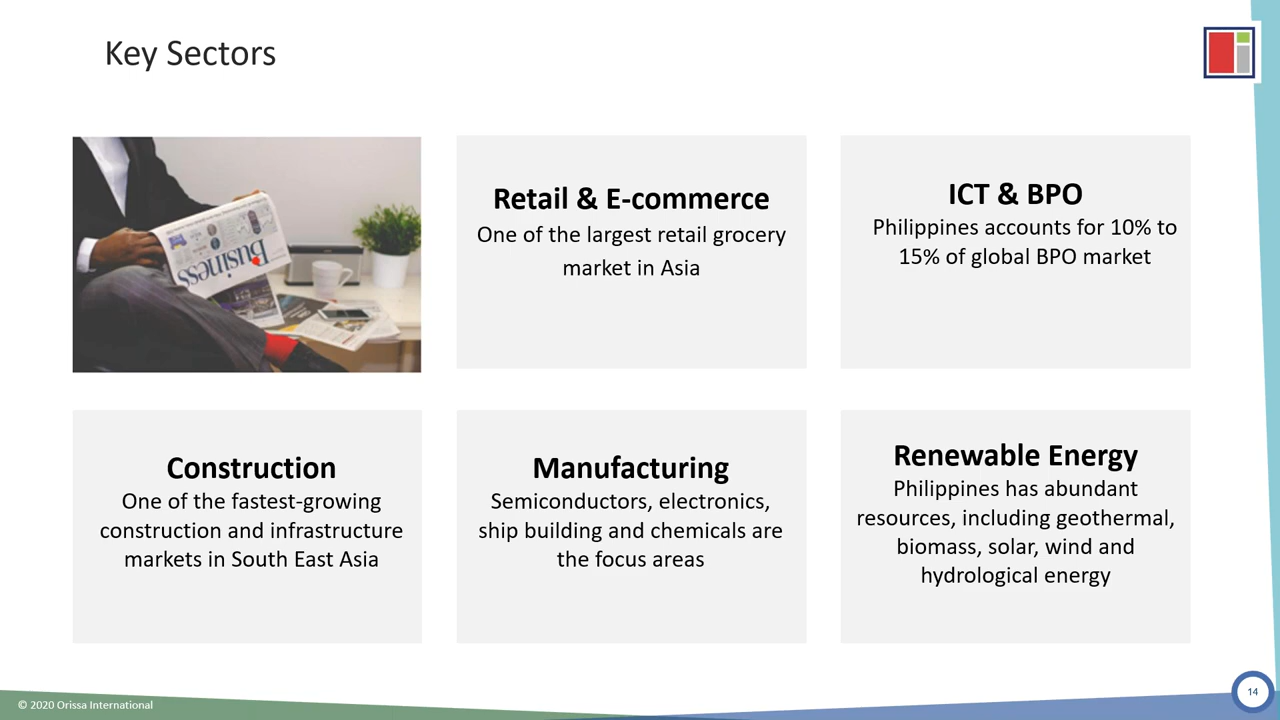 Key Sectors
Business
Retail & E-commerce
One of the largest retail grocery
market in Asia
ICT & BPO
Philippines accounts for 10% to
15% of global BPO market
Construction
One of the fastest-growing
construction and infrastructure
markets in South East Asia
Manufacturing
Semiconductors, electronics,
ship building and chemicals are
the focus areas
Renewable Energy
Philippines has abundant
resources, including geothermal,
biomass, solar, wind and
hydrological energy
© 2020 Orissa International
14